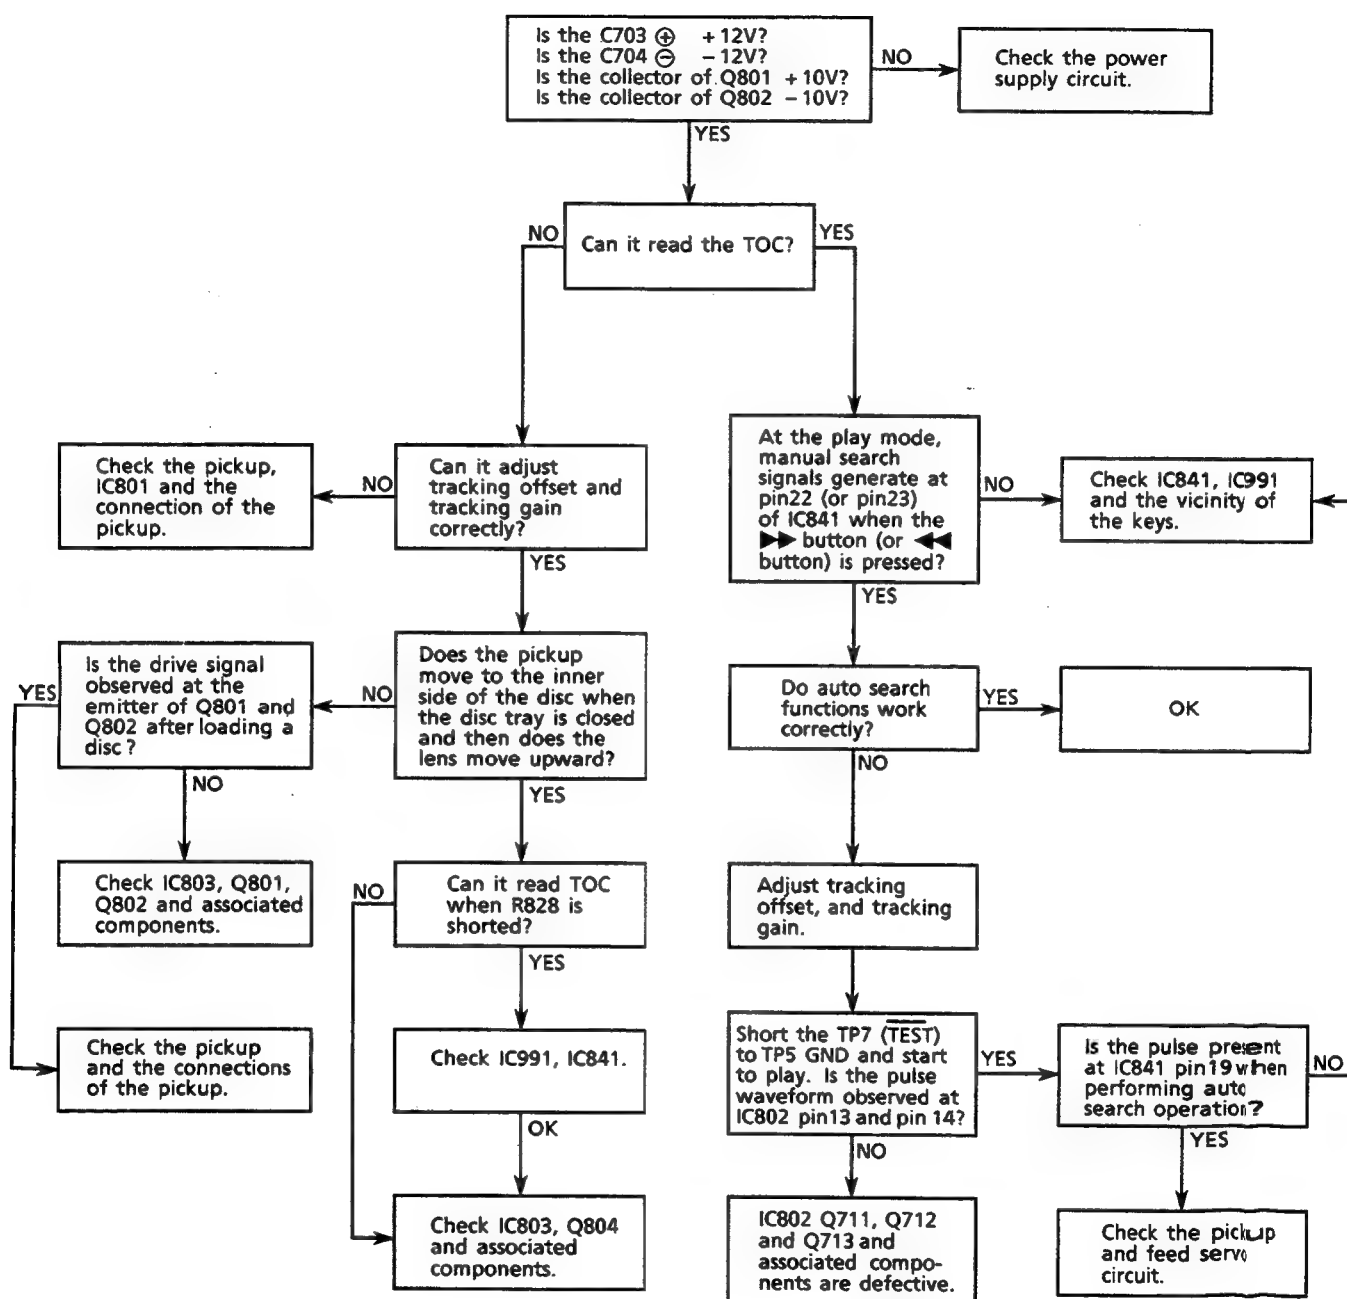 Is the C703 ⊕ +12V?
Is the C704 ⊖ −12V?
Is the collector of Q801 +10V?
Is the collector of Q802 −10V?
NO
Check the power
supply circuit.
YES
NO
Can it read the TOC?
YES
Check the pickup,
IC801 and the
connection of the
pickup.
NO
Can it adjust
tracking offset and
tracking gain
correctly?
YES
At the play mode,
manual search
signals generate at
pin22 (or pin23)
of IC841 when the
▶▶ button (or ◀◀
button) is pressed?
NO
Check IC841, IC991
and the vicinity of
the keys.
YES
YES
Is the drive signal
observed at the
emitter of Q801 and
Q802 after loading a
disc?
NO
NO
Does the pickup
move to the inner
side of the disc when
the disc tray is closed
and then does the
lens move upward?
YES
Do auto search
functions work
correctly?
YES
OK
NO
Check IC803, Q801,
Q802 and associated
components.
NO
Can it read TOC
when R828 is
shorted?
YES
Adjust tracking
offset, and tracking
gain.
Check the pickup
and the connections
of the pickup.
Check IC991, IC841.
OK
Short the TP7 (T̅E̅S̅T̅)
to TP5 GND and start
to play. Is the pulse
waveform observed at
IC802 pin13 and pin 14?
YES
NO
Is the pulse present
at IC841 pin19 when
performing auto
search operation?
NO
YES
Check IC803, Q804
and associated
components.
IC802 Q711, Q712
and Q713 and
associated compo-
nents are defective.
Check the pickup
and feed servo
circuit.